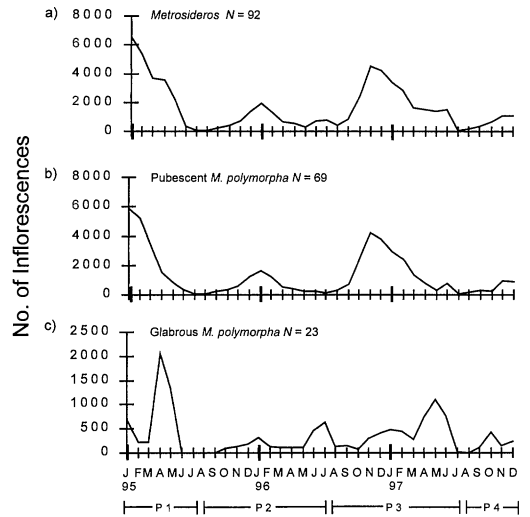 a) Metrosideros N = 92
8000
6000
4000
2000
0
b) Pubescent M. polymorpha N = 69
8000
6000
4000
2000
0
c) Glabrous M. polymorpha N = 23
2500
2000
1500
1000
500
0
No. of Inflorescences
J F M A M J J A S O N D J F M A M J J A S O N D J F M A M J J A S O N D
95 96 97
P 1 P 2 P 3 P 4